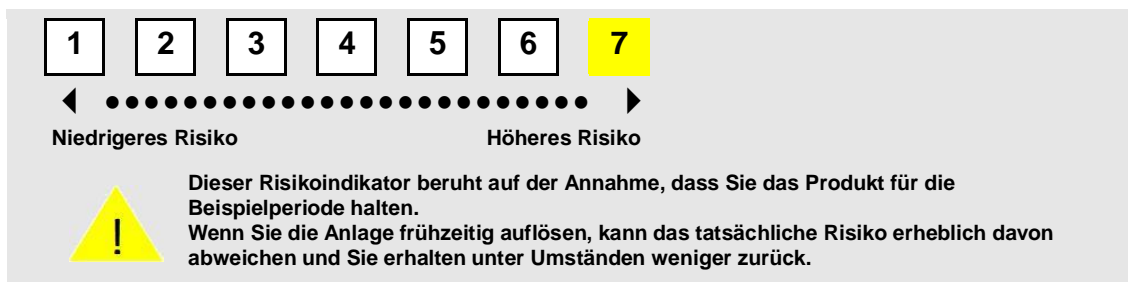 1 2 3 4 5 6 7
Niedrigeres Risiko Höheres Risiko
Dieser Risikoindikator beruht auf der Annahme, dass Sie das Produkt für die
Beispielperiode halten.
Wenn Sie die Anlage frühzeitig auflösen, kann das tatsächliche Risiko erheblich davon
abweichen und Sie erhalten unter Umständen weniger zurück.
!